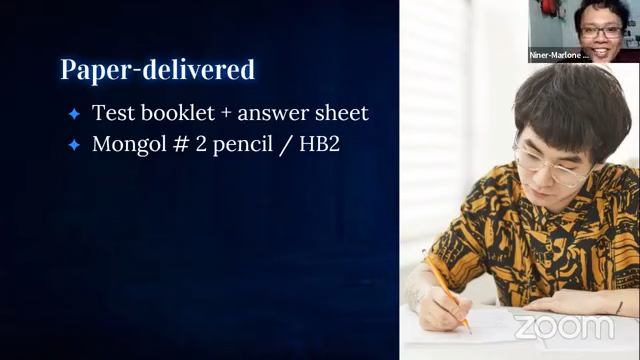 Paper-delivered
Test booklet + answer sheet
Mongol # 2 pencil / HB2
Niner-Marlone ...
zoom